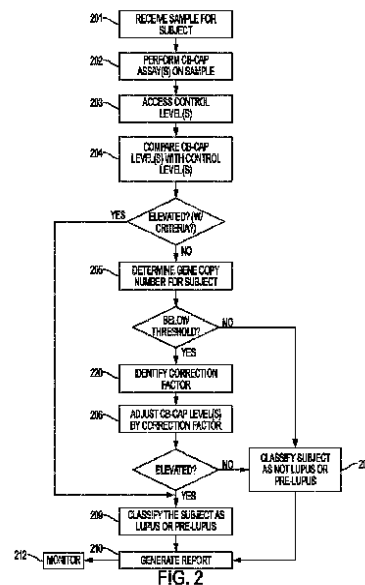 201
RECEIVE SAMPLE FOR
SUBJECT
202
PERFORM CB-CAP
ASSAY(S) ON SAMPLE
203
ACCESS CONTROL
LEVEL(S)
204
COMPARE CB-CAP
LEVEL(S) WITH CONTROL
LEVEL(S)
YES
ELEVATED? (W/
CRITERIA?)
NO
205
DETERMINE GENE COPY
NUMBER FOR SUBJECT
BELOW
THRESHOLD?
NO
YES
220
IDENTIFY CORRECTION
FACTOR
206
ADJUST CB-CAP LEVEL(S)
BY CORRECTION FACTOR
ELEVATED?
NO
CLASSIFY SUBJECT
AS NOT LUPUS OR
PRE-LUPUS
YES
209
CLASSIFY THE SUBJECT AS
LUPUS OR PRE-LUPUS
210
GENERATE REPORT
212
MONITOR
FIG. 2